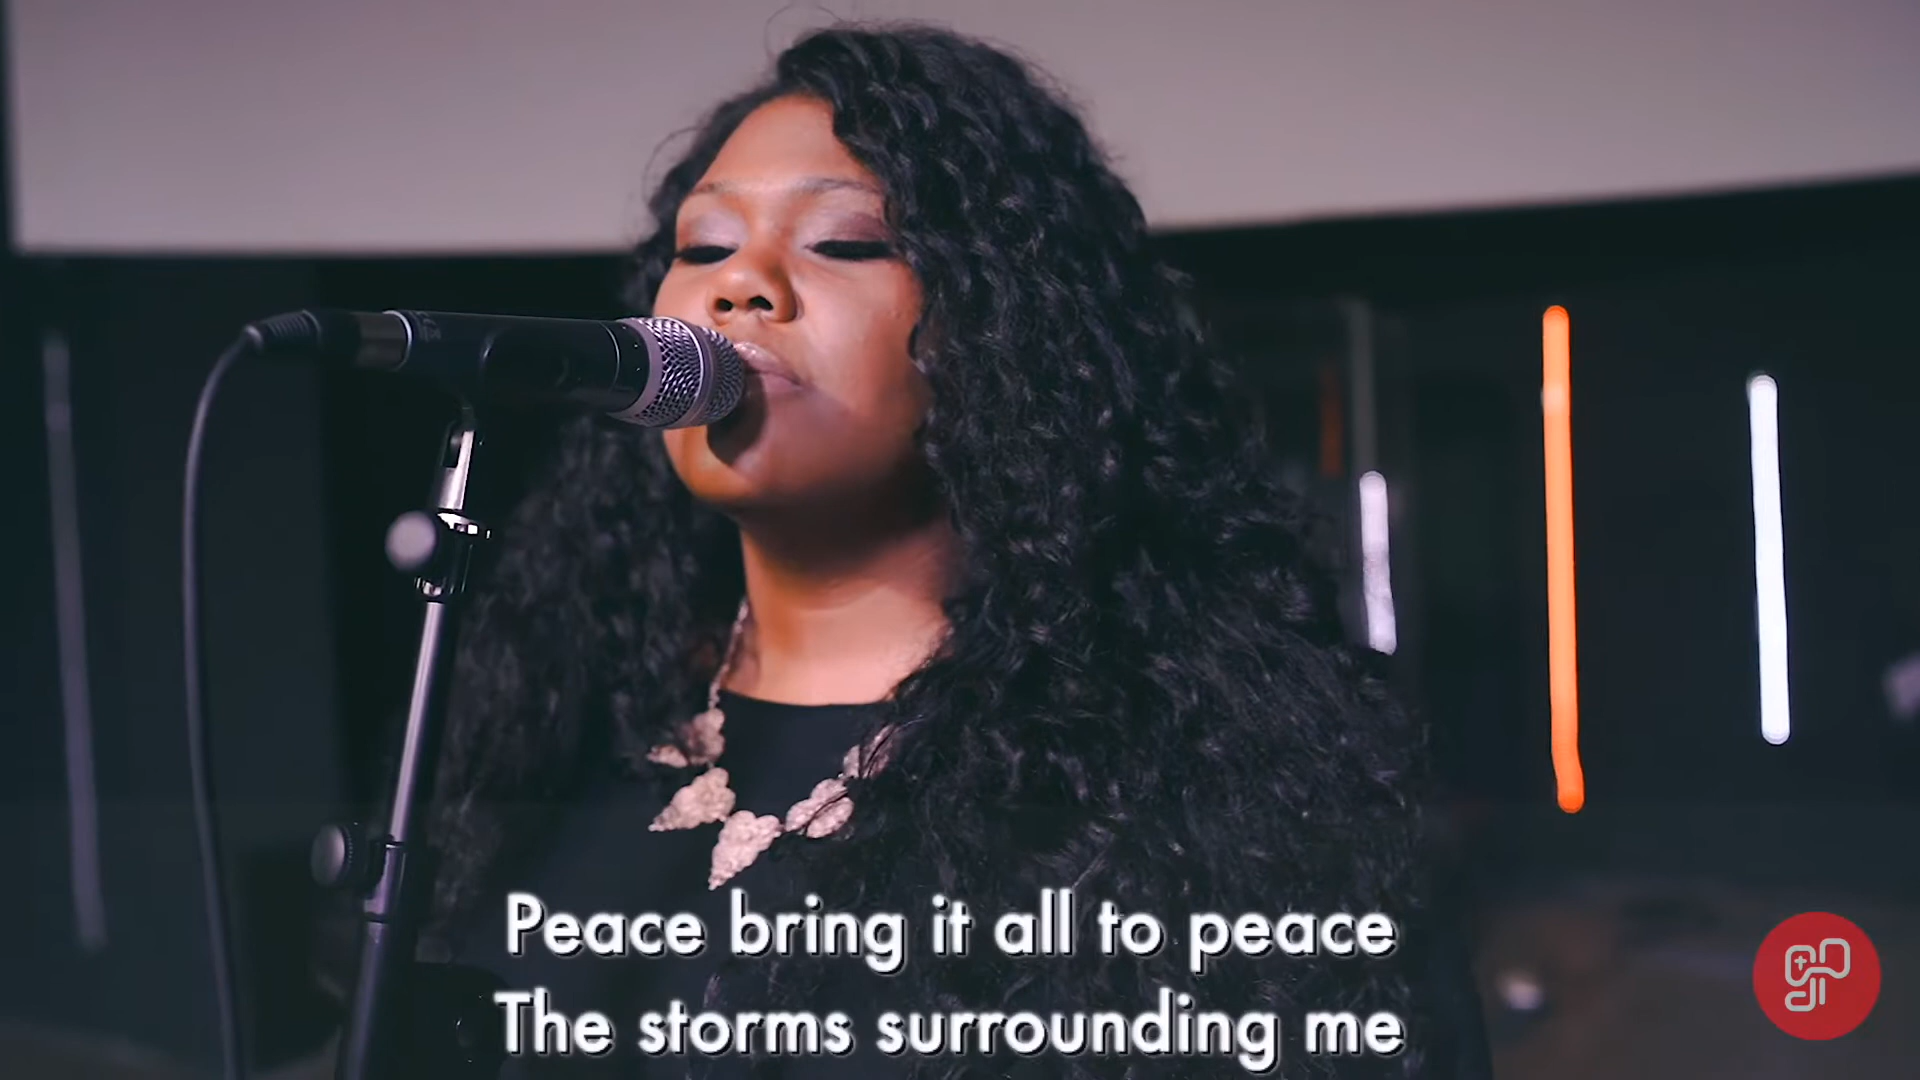 Peace bring it all to peace
The storms surrounding me